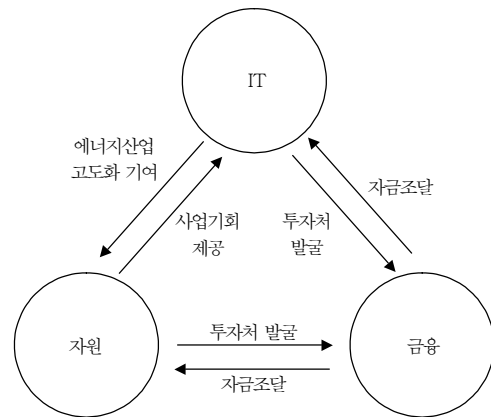 IT
에너지산업
고도화 기여
자금조달
사업기회
제공
투자처
발굴
자원
투자처 발굴
금융
자금조달